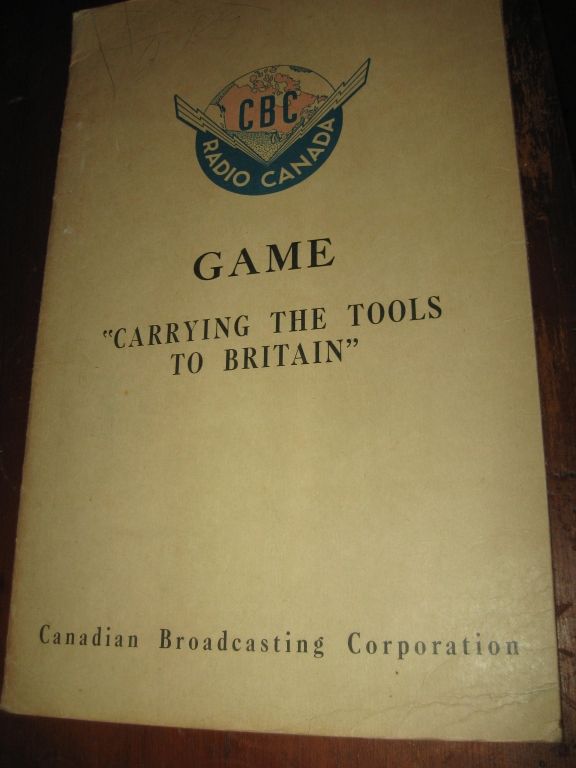 CBC
RADIO CANADA
GAME
"CARRYING THE TOOLS
TO BRITAIN"
Canadian Broadcasting Corporation